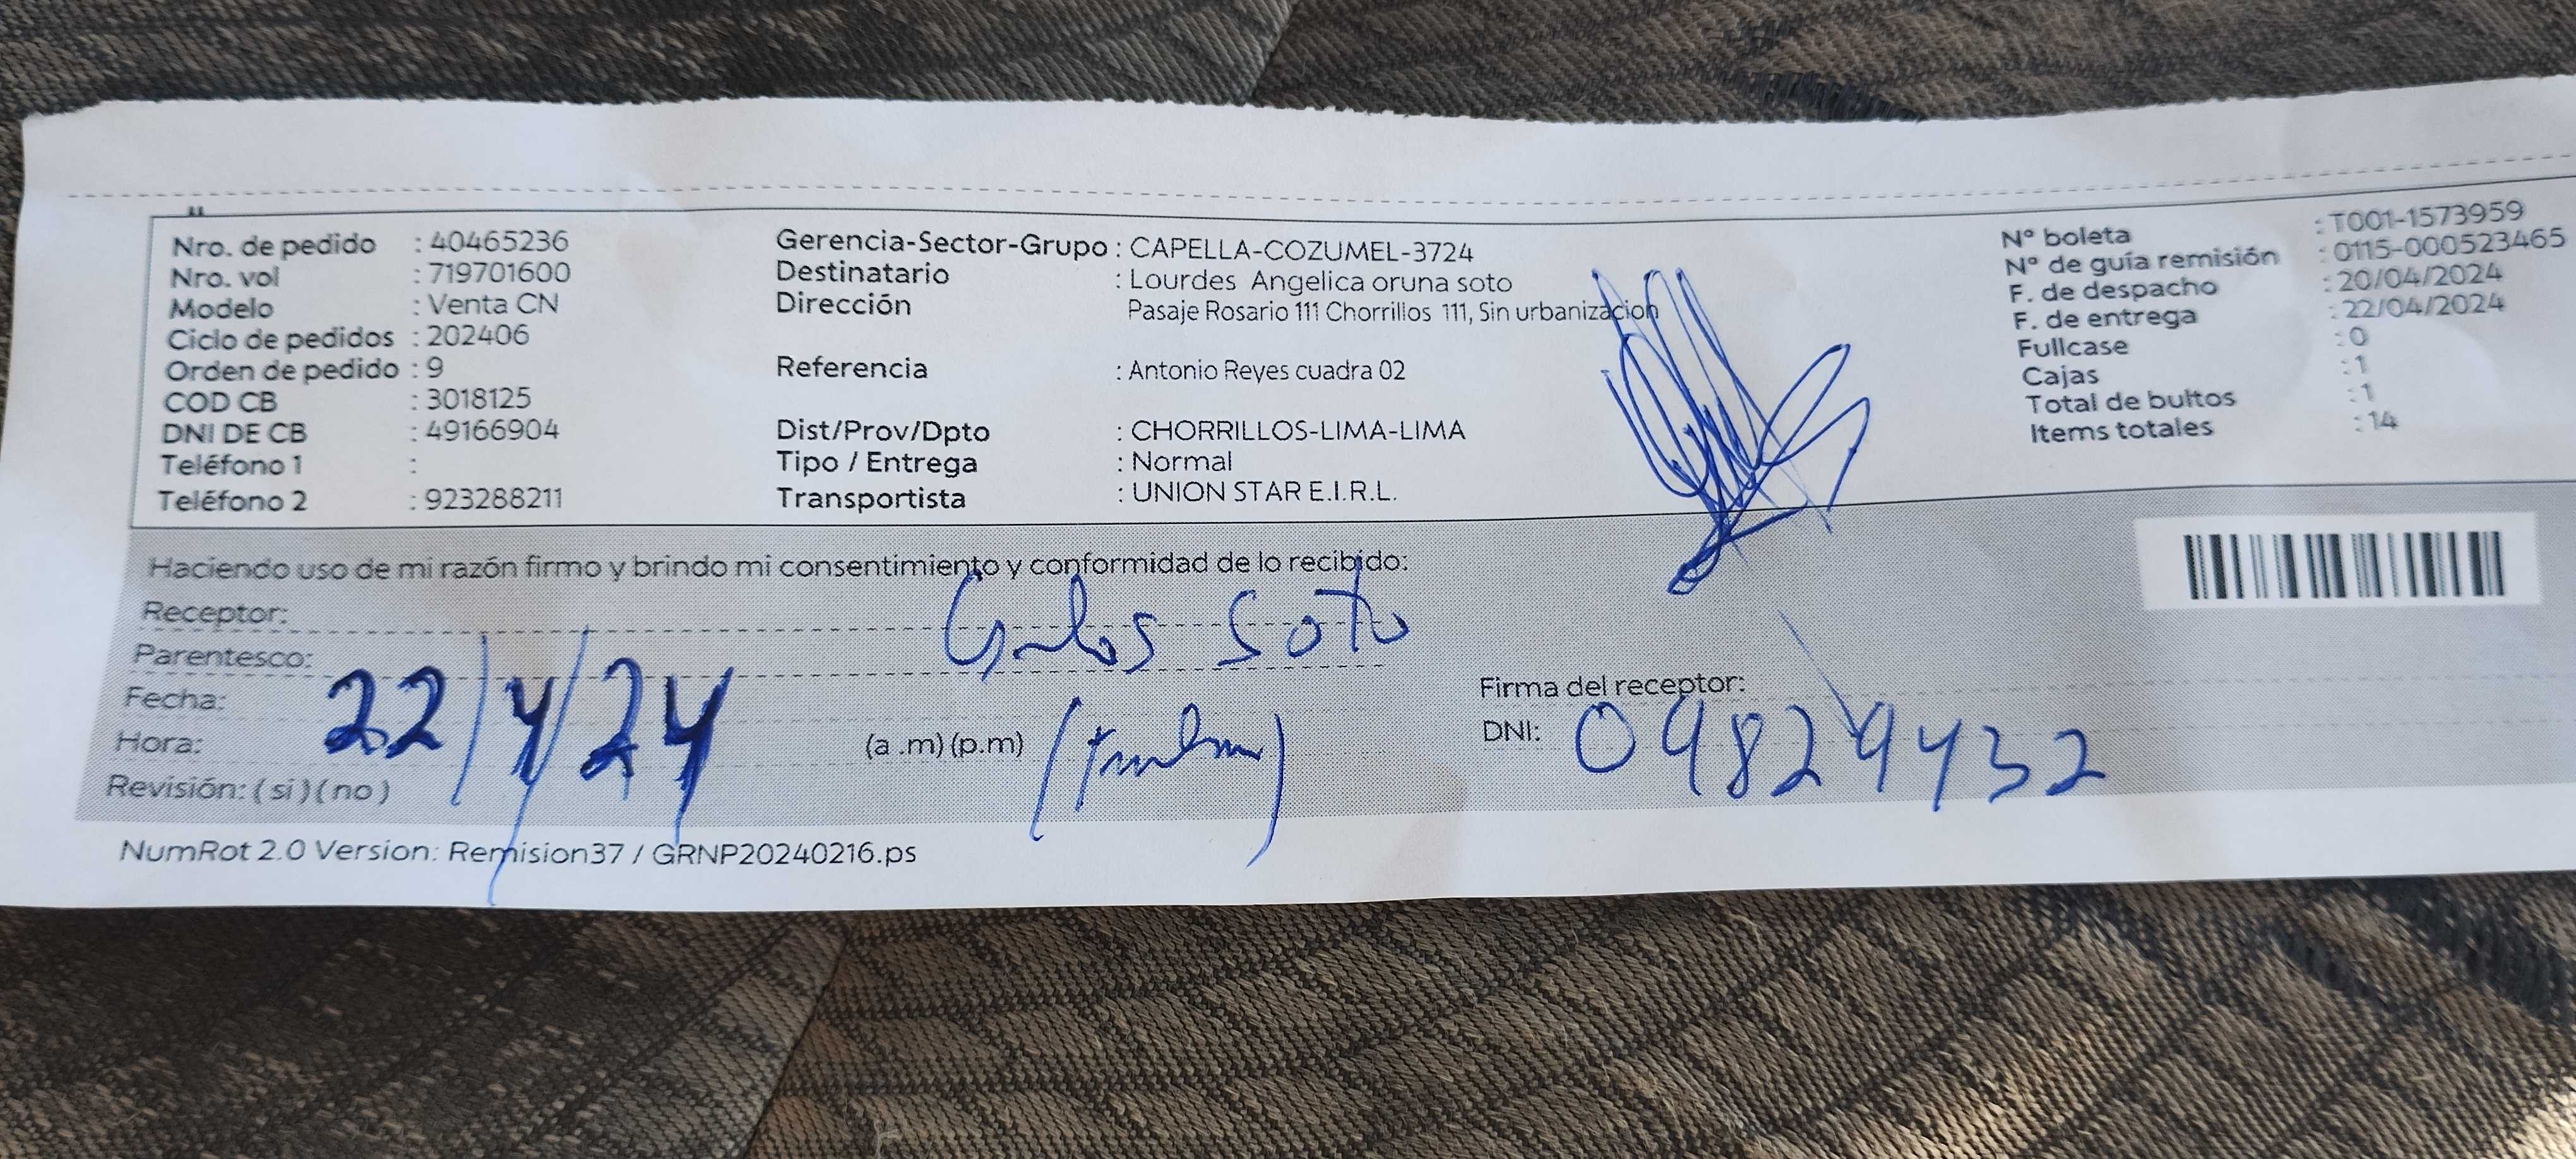 Nro. de pedido : 40465236
Nro. vol : 719701600
Modelo : Venta CN
Ciclo de pedidos : 202406
Orden de pedido : 9
COD CB : 3018125
DNI DE CB : 49166904
Teléfono 1 :
Teléfono 2 : 923288211
Gerencia-Sector-Grupo : CAPELLA-COZUMEL-3724
Destinatario : Lourdes Angelica oruna soto
Dirección Pasaje Rosario 111 Chorrillos 111, Sin urbanizacion
Referencia : Antonio Reyes cuadra 02
Dist/Prov/Dpto : CHORRILLOS-LIMA-LIMA
Tipo / Entrega : Normal
Transportista : UNION STAR E.I.R.L.
N° boleta : T001-1573959
N° de guía remisión : 0115-000523465
F. de despacho : 20/04/2024
F. de entrega : 22/04/2024
Fullcase : 0
Cajas : 1
Total de bultos : 1
Items totales : 14
Haciendo uso de mi razón firmo y brindo mi consentimiento y conformidad de lo recibido:
Receptor: Carlos Soto
Parentesco:
Fecha: 22/4/24
Hora: (a .m) (p.m)
Revisión: ( si ) ( no )
Firma del receptor:
DNI: 09829432
NumRot 2.0 Version: Remision37 / GRNP20240216.ps